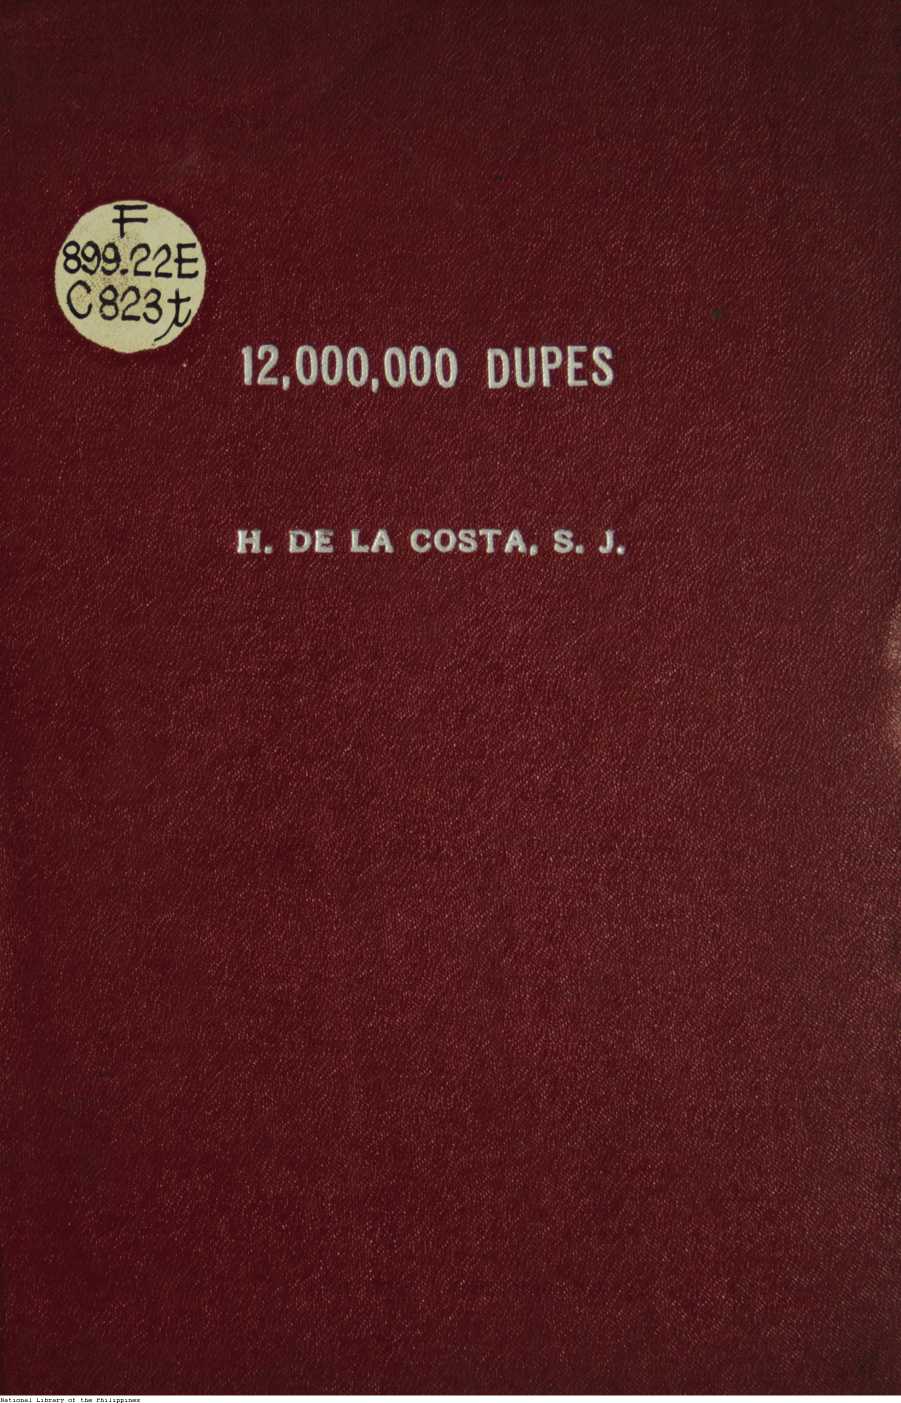 F
899.22E
C823t
12,000,000 DUPES
H. DE LA COSTA, S. J.
National Library of the Philippines